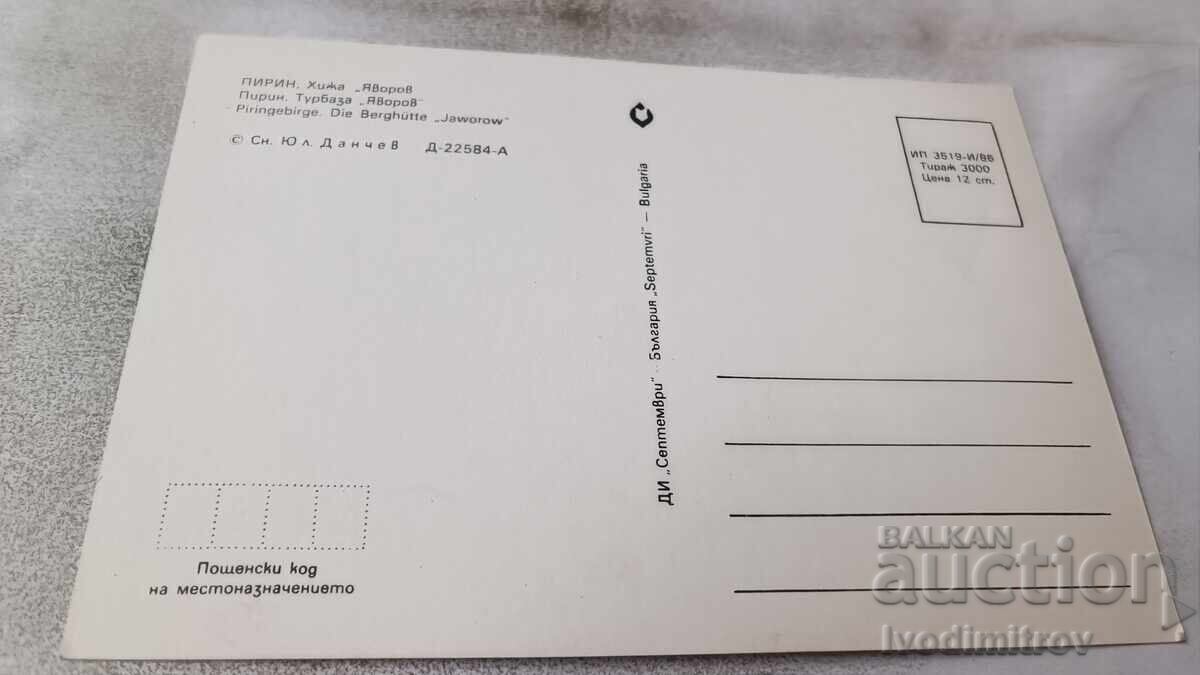 ПИРИН. Хижа „Яворов
Пирин. Турбаза „Яворов"
Piringebirge. Die Berghütte „Jaworow"
© Сн. Юл. Данчев Д-22584-А
ДИ „Септември" - България „Septemvri" — Bulgaria
ИП 3519-И/86
Тираж 3000
Цена 12 ст.
Пощенски код
на местоназначението
BALKAN
auction
Ivodimitrov